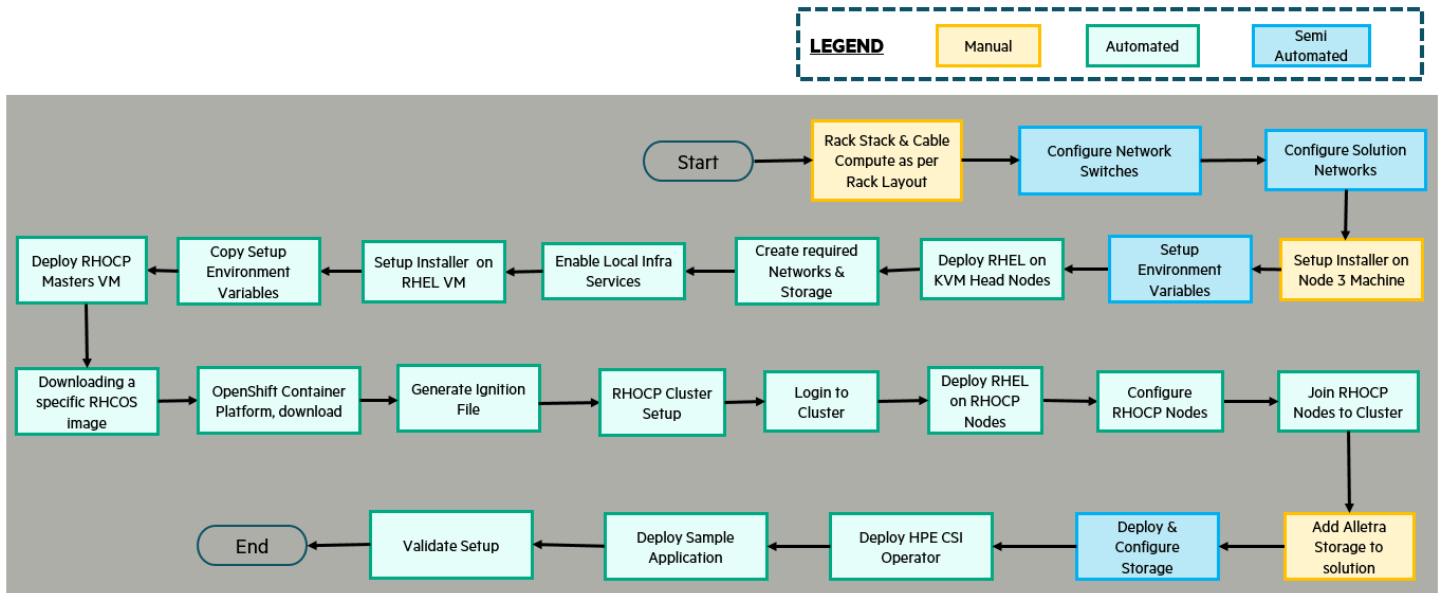 LEGEND
Manual
Automated
Semi
Automated
Start
Rack Stack & Cable
Compute as per
Rack Layout
Configure Network
Switches
Configure Solution
Networks
Setup Installer on
Node 3 Machine
Setup
Environment
Variables
Deploy RHEL on
KVM Head Nodes
Create required
Networks &
Storage
Enable Local Infra
Services
Setup Installer on
RHEL VM
Copy Setup
Environment
Variables
Deploy RHOCP
Masters VM
Downloading a
specific RHCOS
image
OpenShift Container
Platform, download
Generate Ignition
File
RHOCP Cluster
Setup
Login to
Cluster
Deploy RHEL
on RHOCP
Nodes
Configure
RHOCP Nodes
Join RHOCP
Nodes to Cluster
Add Alletra
Storage to
solution
Deploy &
Configure
Storage
Deploy HPE CSI
Operator
Deploy Sample
Application
Validate Setup
End